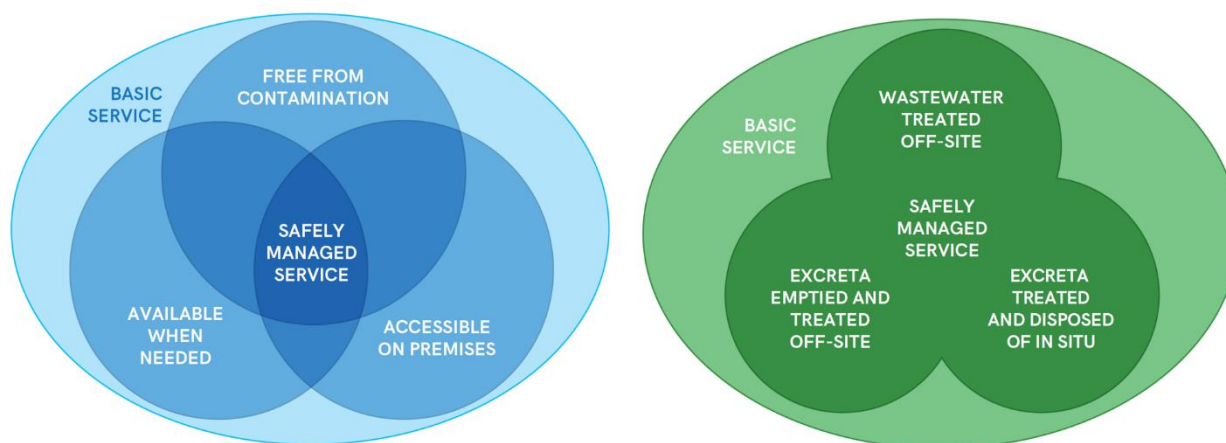 FREE FROM
CONTAMINATION
BASIC
SERVICE
SAFELY
MANAGED
SERVICE
AVAILABLE
WHEN
NEEDED
ACCESSIBLE
ON PREMISES
WASTEWATER
TREATED
OFF-SITE
BASIC
SERVICE
SAFELY
MANAGED
SERVICE
EXCRETA
EMPTIED AND
TREATED
OFF-SITE
EXCRETA
TREATED
AND DISPOSED
OF IN SITU